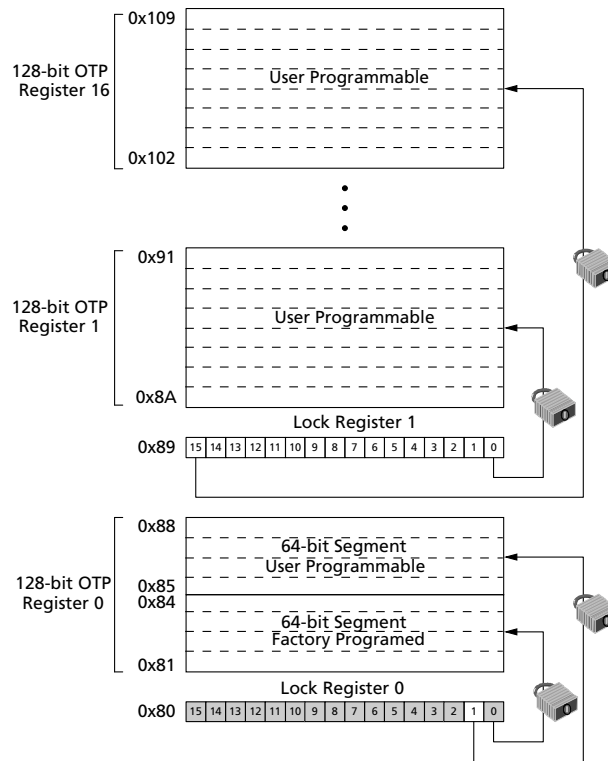 0x109
128-bit OTP
Register 16
User Programmable
0x102
0x91
128-bit OTP
Register 1
User Programmable
0x8A
Lock Register 1
0x89
15 14 13 12 11 10 9 8 7 6 5 4 3 2 1 0
0x88
64-bit Segment
User Programmable
128-bit OTP
Register 0
0x85
0x84
64-bit Segment
Factory Programed
0x81
Lock Register 0
0x80
15 14 13 12 11 10 9 8 7 6 5 4 3 2 1 0